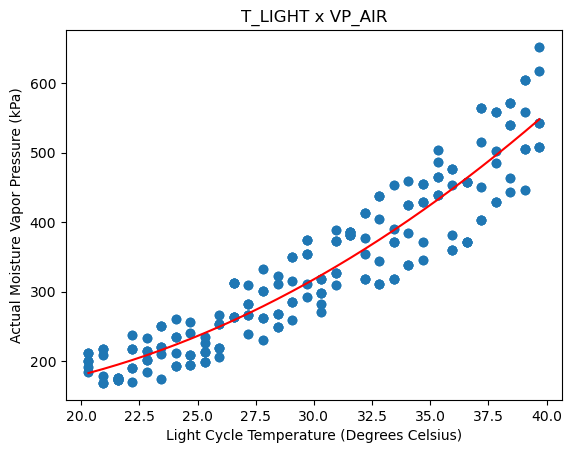 T_LIGHT x VP_AIR
Actual Moisture Vapor Pressure (kPa)
600
500
400
300
200
20.0 22.5 25.0 27.5 30.0 32.5 35.0 37.5 40.0
Light Cycle Temperature (Degrees Celsius)